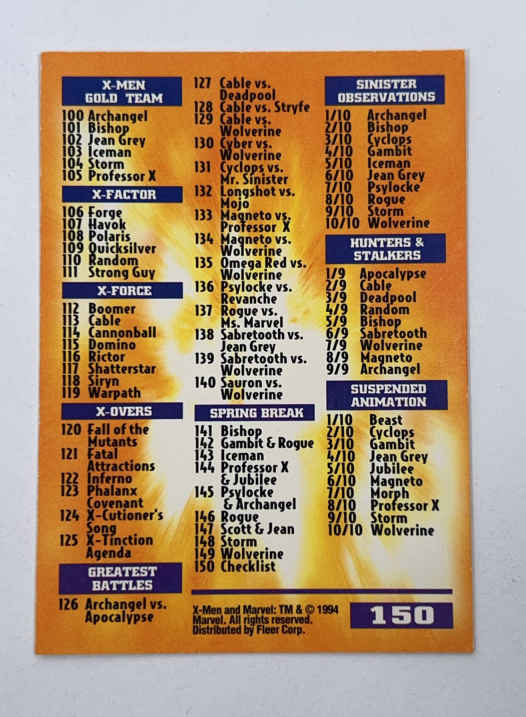 X-MEN
GOLD TEAM
100 Archangel
101 Bishop
102 Jean Grey
103 Iceman
104 Storm
105 Professor X
X-FACTOR
106 Forge
107 Havok
108 Polaris
109 Quicksilver
110 Random
111 Strong Guy
X-FORCE
112 Boomer
113 Cable
114 Cannonball
115 Domino
116 Rictor
117 Shatterstar
118 Siryn
119 Warpath
X-OVERS
120 Fall of the
Mutants
121 Fatal
Attractions
122 Inferno
123 Phalanx
Covenant
124 X-Cutioner's
Song
125 X-Tinction
Agenda
GREATEST
BATTLES
126 Archangel vs.
Apocalypse
127 Cable vs.
Deadpool
128 Cable vs. Stryfe
129 Cable vs.
Wolverine
130 Cyber vs.
Wolverine
131 Cyclops vs.
Mr. Sinister
132 Longshot vs.
Mojo
133 Magneto vs.
Professor X
134 Magneto vs.
Wolverine
135 Omega Red vs.
Wolverine
136 Psylocke vs.
Revanche
137 Rogue vs.
Ms. Marvel
138 Sabretooth vs.
Jean Grey
139 Sabretooth vs.
Wolverine
140 Sauron vs.
Wolverine
SPRING BREAK
141 Bishop
142 Gambit & Rogue
143 Iceman
144 Professor X
& Jubilee
145 Psylocke
& Archangel
146 Rogue
147 Scott & Jean
148 Storm
149 Wolverine
150 Checklist
X-Men and Marvel: TM & © 1994
Marvel. All rights reserved.
Distributed by Fleer Corp.
SINISTER
OBSERVATIONS
1/10 Archangel
2/10 Bishop
3/10 Cyclops
4/10 Gambit
5/10 Iceman
6/10 Jean Grey
7/10 Psylocke
8/10 Rogue
9/10 Storm
10/10 Wolverine
HUNTERS &
STALKERS
1/9 Apocalypse
2/9 Cable
3/9 Deadpool
4/9 Random
5/9 Bishop
6/9 Sabretooth
7/9 Wolverine
8/9 Magneto
9/9 Archangel
SUSPENDED
ANIMATION
1/10 Beast
2/10 Cyclops
3/10 Gambit
4/10 Jean Grey
5/10 Jubilee
6/10 Magneto
7/10 Morph
8/10 Professor X
9/10 Storm
10/10 Wolverine
150